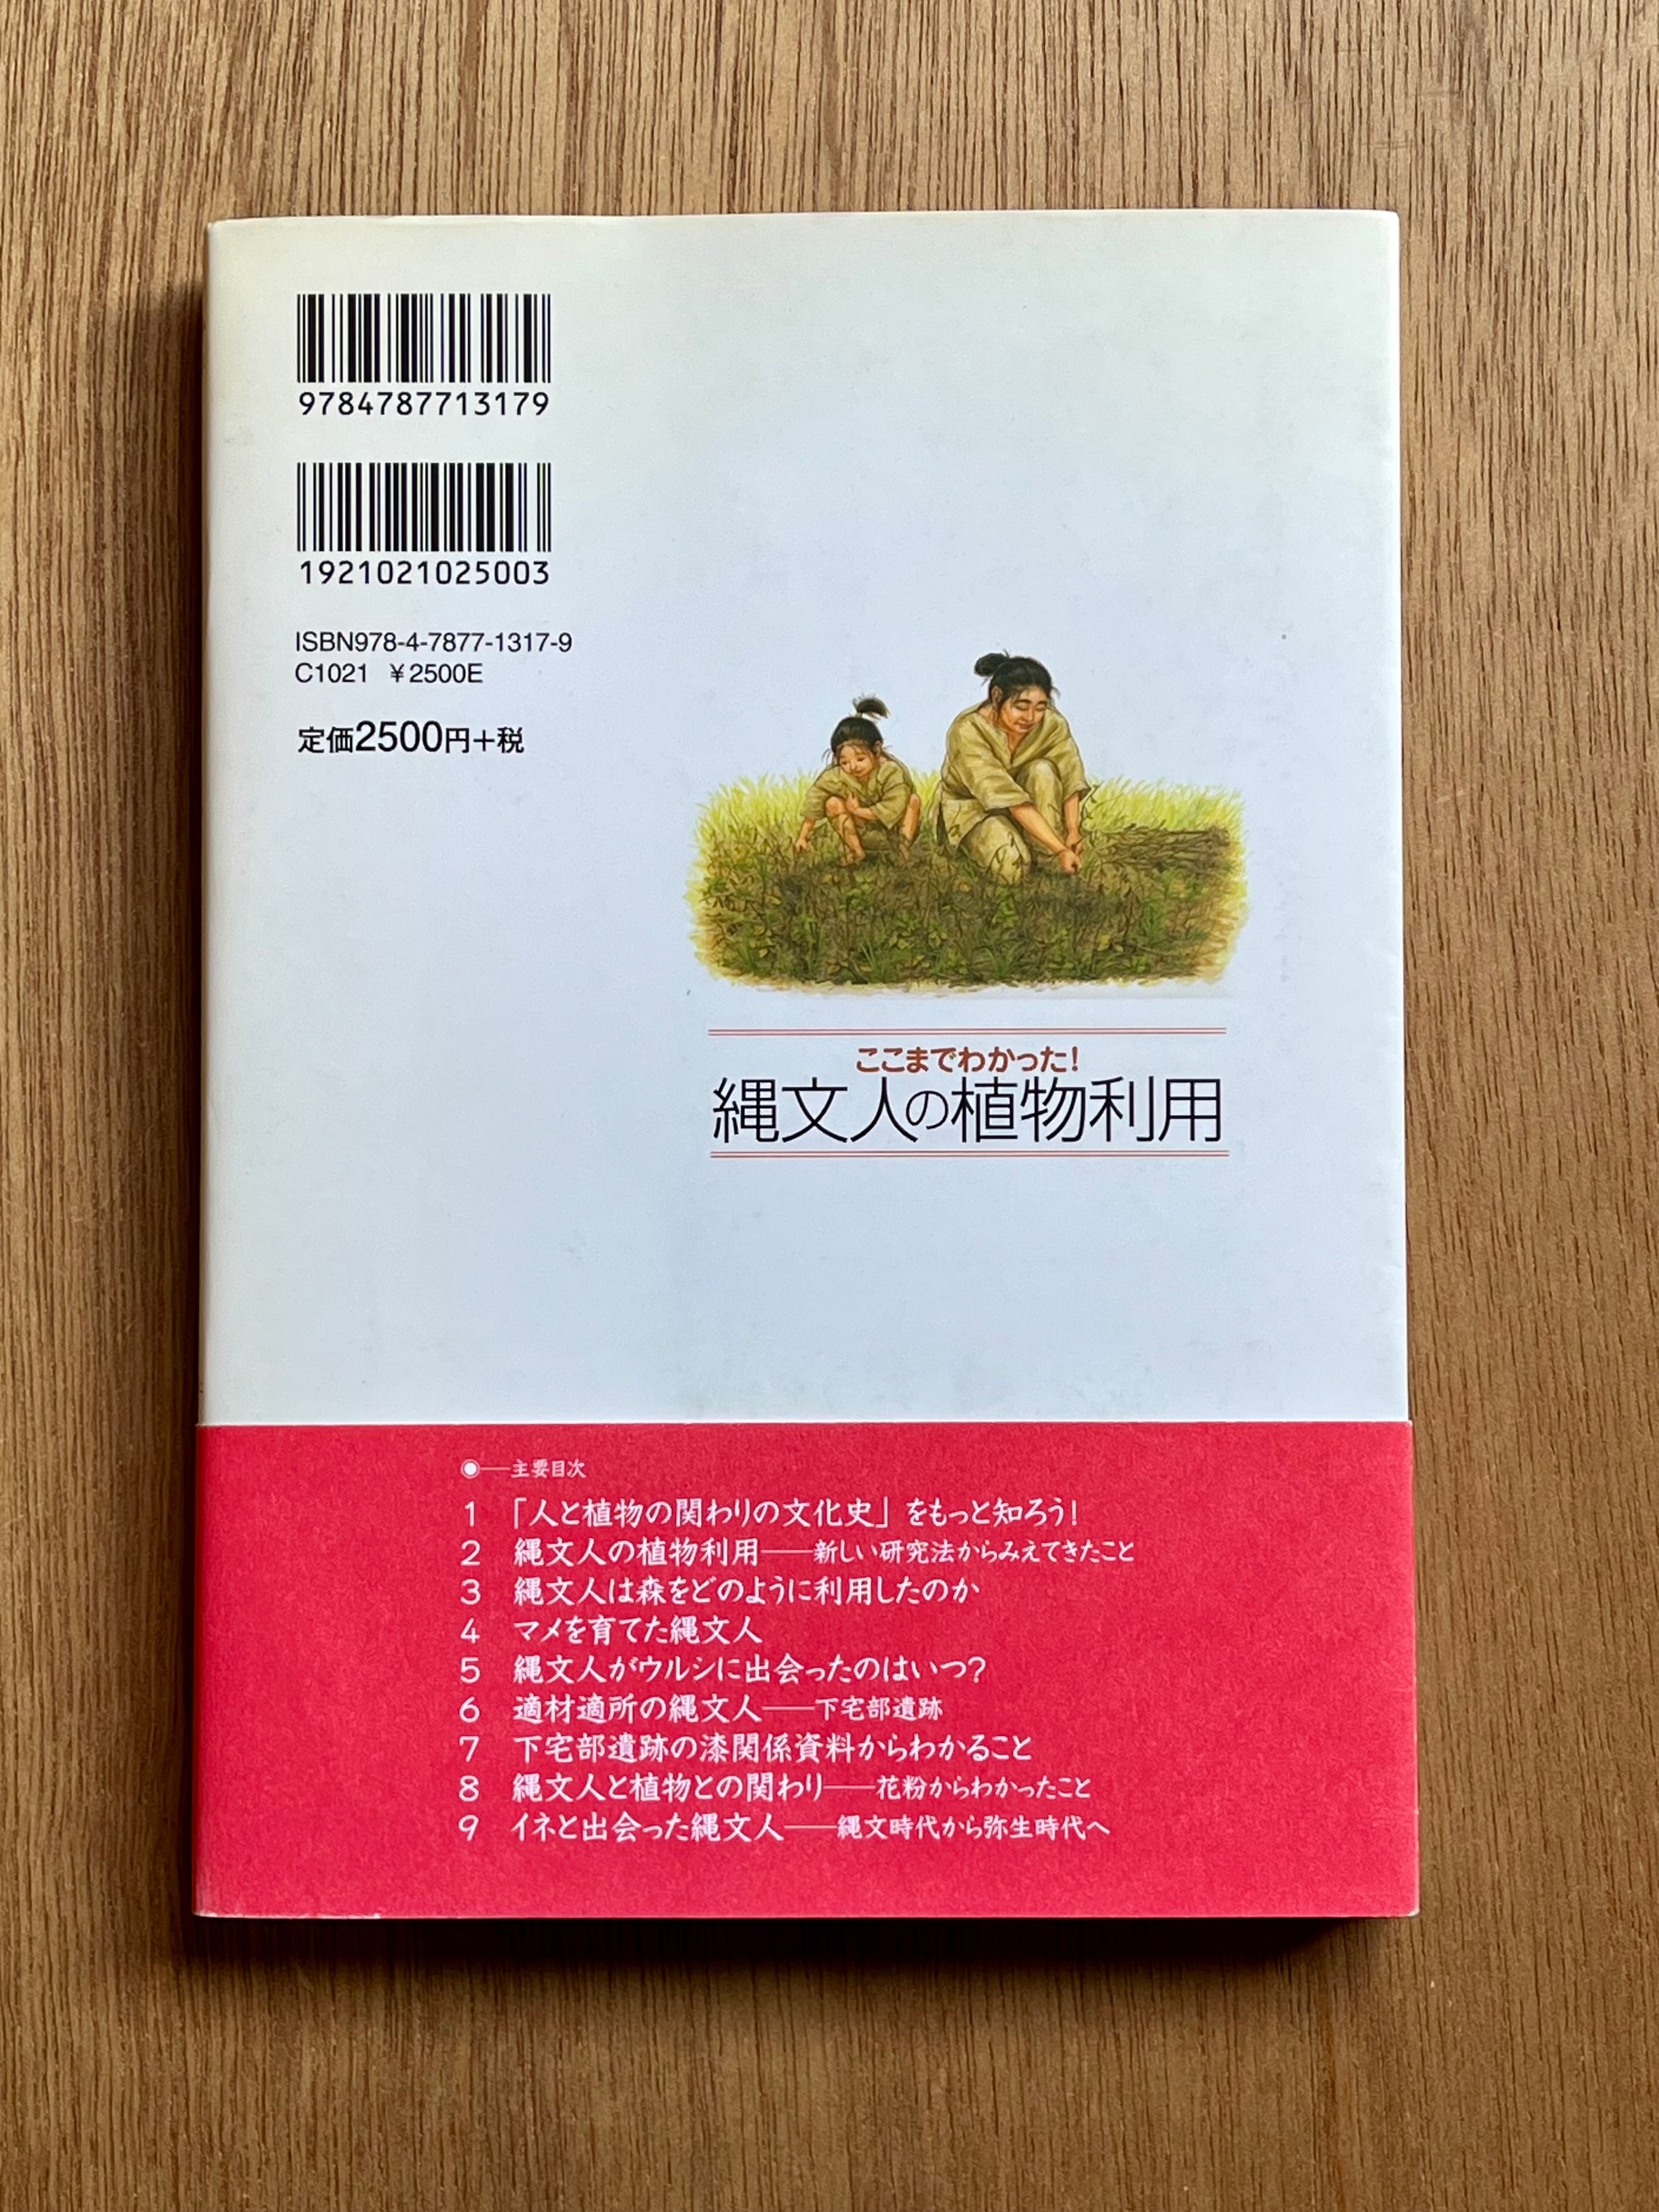 9784787713179
1921021025003
ISBN978-4-7877-1317-9
C1021 ¥2500E
定価2500円+税
ここまでわかった!
縄文人の植物利用
◉——主要目次
1 「人と植物の関わりの文化史」をもっと知ろう!
2 縄文人の植物利用——新しい研究法からみえてきたこと
3 縄文人は森をどのように利用したのか
4 マメを育てた縄文人
5 縄文人がウルシに出会ったのはいつ?
6 適材適所の縄文人——下宅部遺跡
7 下宅部遺跡の漆関係資料からわかること
8 縄文人と植物との関わり——花粉からわかったこと
9 イネと出会った縄文人——縄文時代から弥生時代へ